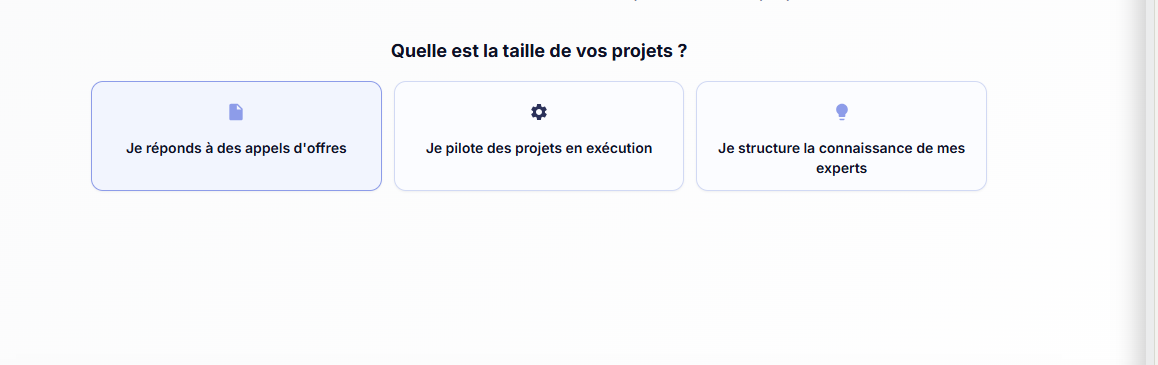 Quelle est la taille de vos projets ?
Je réponds à des appels d'offres
Je pilote des projets en exécution
Je structure la connaissance de mes
experts